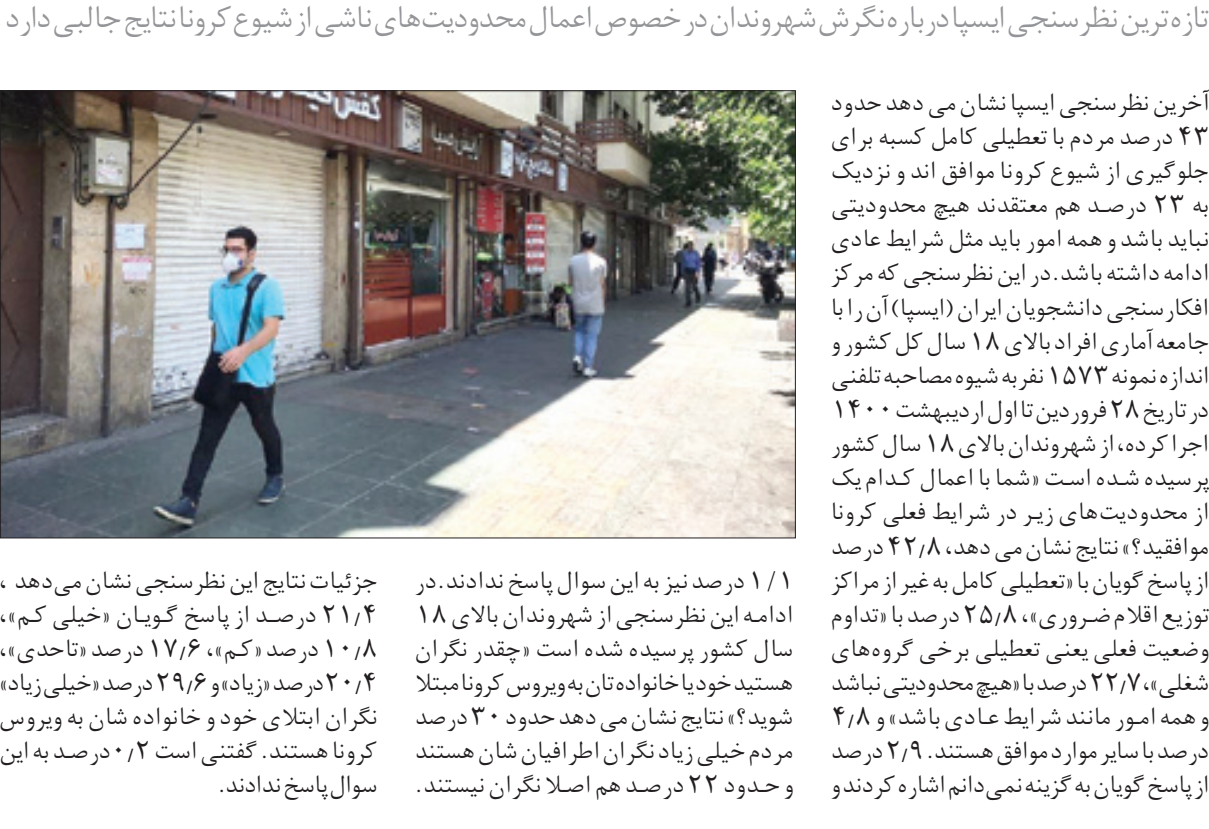 تازه‌ترین نظرسنجی ایسپا درباره نگرش شهروندان در خصوص اعمال محدودیت‌های ناشی از شیوع کرونا نتایج جالبی دارد
آخرین نظرسنجی ایسپا نشان می دهد حدود
۴۳ درصد مردم با تعطیلی کامل کسبه برای
جلوگیری از شیوع کرونا موافق اند و نزدیک
به ۲۳ درصد هم معتقدند هیچ محدودیتی
نباید باشد و همه امور باید مثل شرایط عادی
ادامه داشته باشد. در این نظرسنجی که مرکز
افکارسنجی دانشجویان ایران (ایسپا) آن را با
جامعه آماری افراد بالای ۱۸ سال کل کشور و
اندازه نمونه ۱۵۷۳ نفر به شیوه مصاحبه تلفنی
در تاریخ ۲۸ فروردین تا اول اردیبهشت ۱۴۰۰
اجرا کرده، از شهروندان بالای ۱۸ سال کشور
پرسیده شده است «شما با اعمال کدام یک
از محدودیت‌های زیر در شرایط فعلی کرونا
موافقید؟» نتایج نشان می دهد، ۴۲٫۸ درصد
از پاسخ گویان با «تعطیلی کامل به غیر از مراکز
توزیع اقلام ضروری»، ۲۵٫۸ درصد با «تداوم
وضعیت فعلی یعنی تعطیلی برخی گروه‌های
شغلی»، ۲۲٫۷ درصد با «هیچ محدودیتی نباشد
و همه امور مانند شرایط عادی باشد» و ۴٫۸
درصد با سایر موارد موافق هستند. ۲٫۹ درصد
از پاسخ گویان به گزینه نمی‌دانم اشاره کردند و
۱/۱ درصد نیز به این سوال پاسخ ندادند. در
ادامه این نظرسنجی از شهروندان بالای ۱۸
سال کشور پرسیده شده است «چقدر نگران
هستید خود یا خانواده تان به ویروس کرونا مبتلا
شوید؟» نتایج نشان می دهد حدود ۳۰ درصد
مردم خیلی زیاد نگران اطرافیان شان هستند
و حدود ۲۲ درصد هم اصلا نگران نیستند.
جزئیات نتایج این نظرسنجی نشان می‌دهد ،
۲۱٫۴ درصد از پاسخ گویان «خیلی کم»،
۱۰٫۸ درصد «کم»، ۱۷٫۶ درصد «تاحدی»،
۲۰٫۴ درصد «زیاد» و ۲۹٫۶ درصد «خیلی زیاد»
نگران ابتلای خود و خانواده شان به ویروس
کرونا هستند. گفتنی است ۰٫۲ درصد به این
سوال پاسخ ندادند.